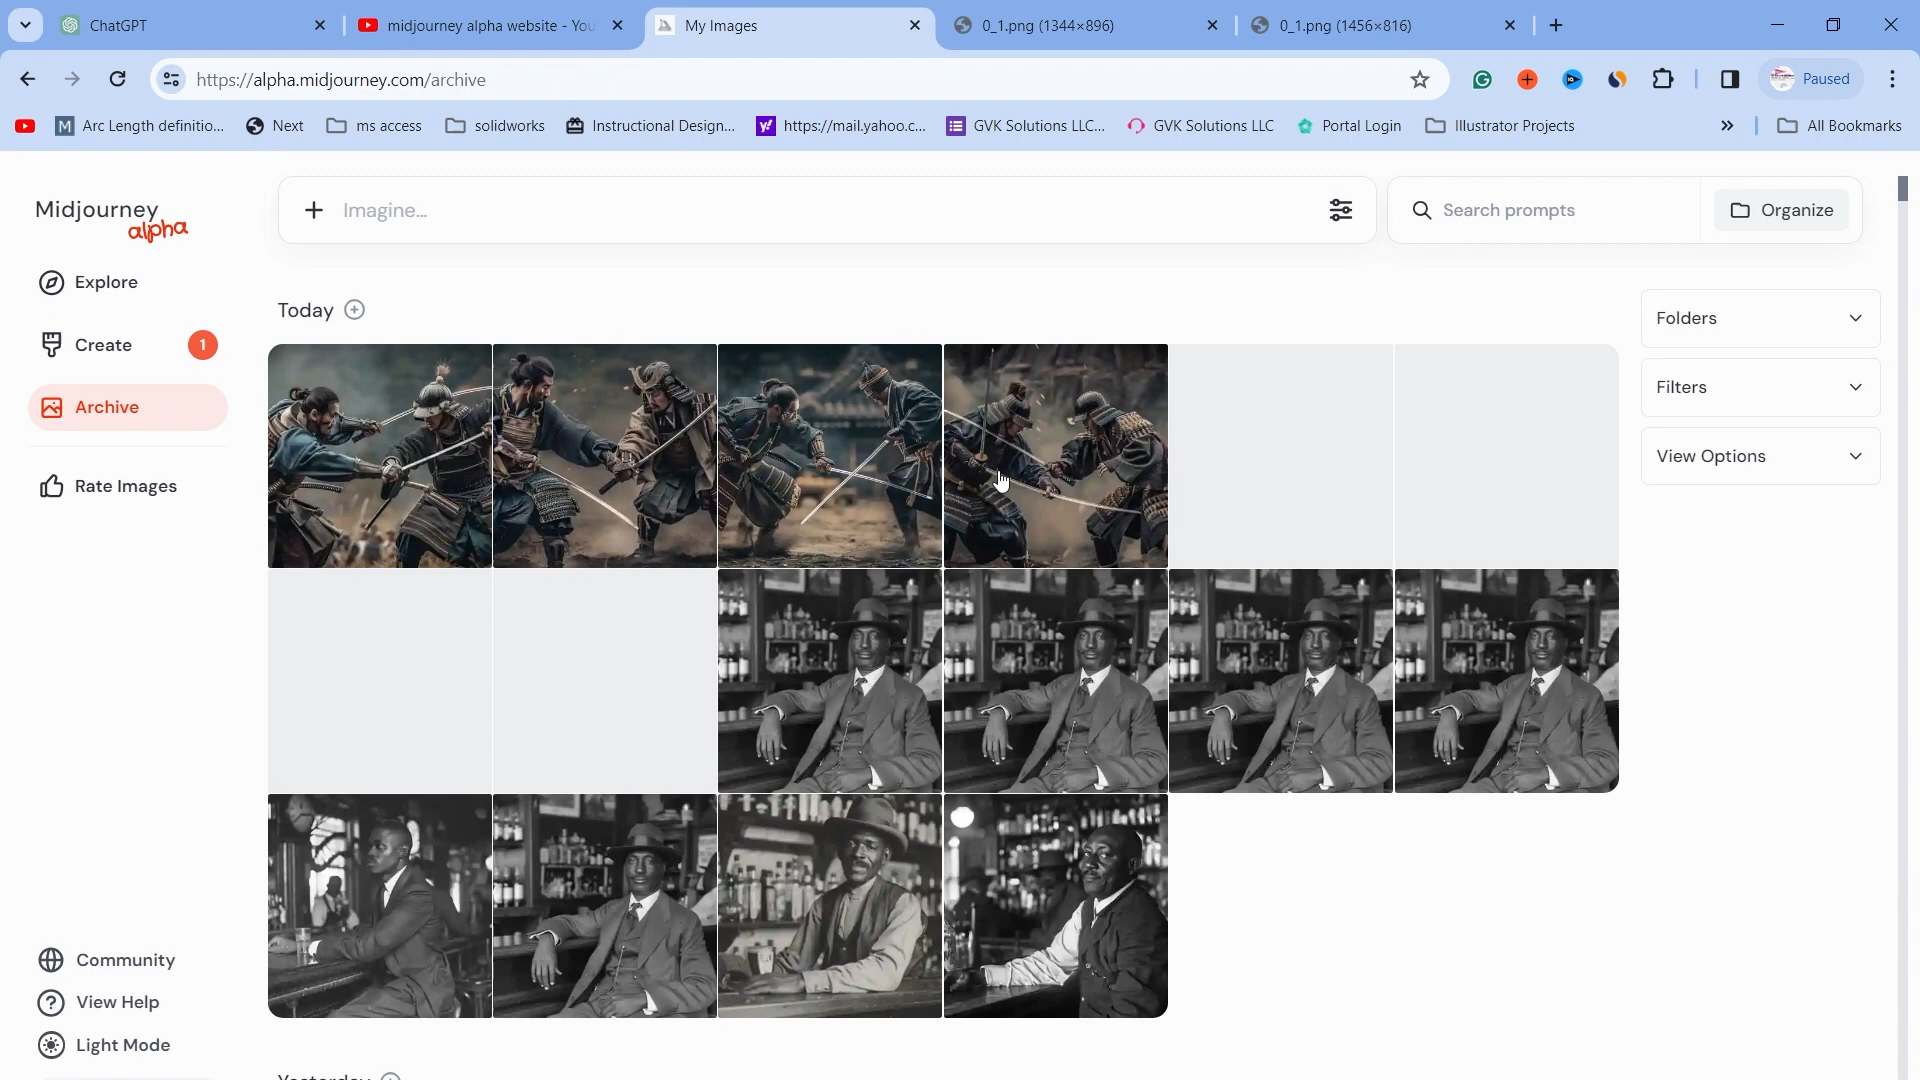 ChatGPT
midjourney alpha website - You
My Images
0_1.png (1344×896)
0_1.png (1456×816)
https://alpha.midjourney.com/archive
Paused
Arc Length definitio...
Next
ms access
solidworks
Instructional Design...
https://mail.yahoo.c...
GVK Solutions LLC...
GVK Solutions LLC
Portal Login
Illustrator Projects
All Bookmarks
Midjourney
alpha
Imagine...
Search prompts
Organize
Explore
Create
1
Archive
Rate Images
Today
Folders
Filters
View Options
Community
View Help
Light Mode
Yesterday